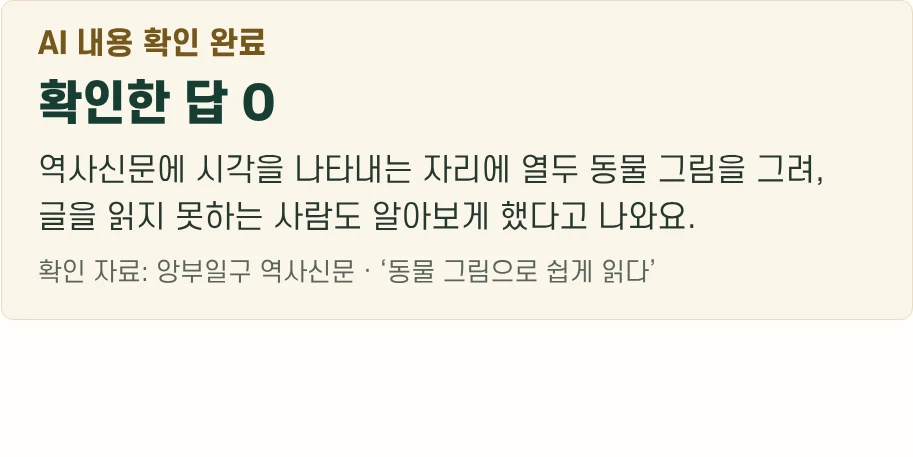 AI 내용 확인 완료
확인한 답 O
역사신문에 시각을 나타내는 자리에 열두 동물 그림을 그려,
글을 읽지 못하는 사람도 알아보게 했다고 나와요.
확인 자료: 앙부일구 역사신문 · ‘동물 그림으로 쉽게 읽다’